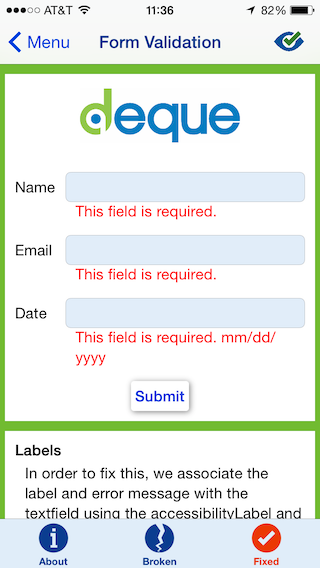 AT&T 11:36 82%
Menu Form Validation
deque
Name
This field is required.
Email
This field is required.
Date
This field is required. mm/dd/
yyyy
Submit
Labels
In order to fix this, we associate the
label and error message with the
textfield using the accessibilityLabel and
About Broken Fixed